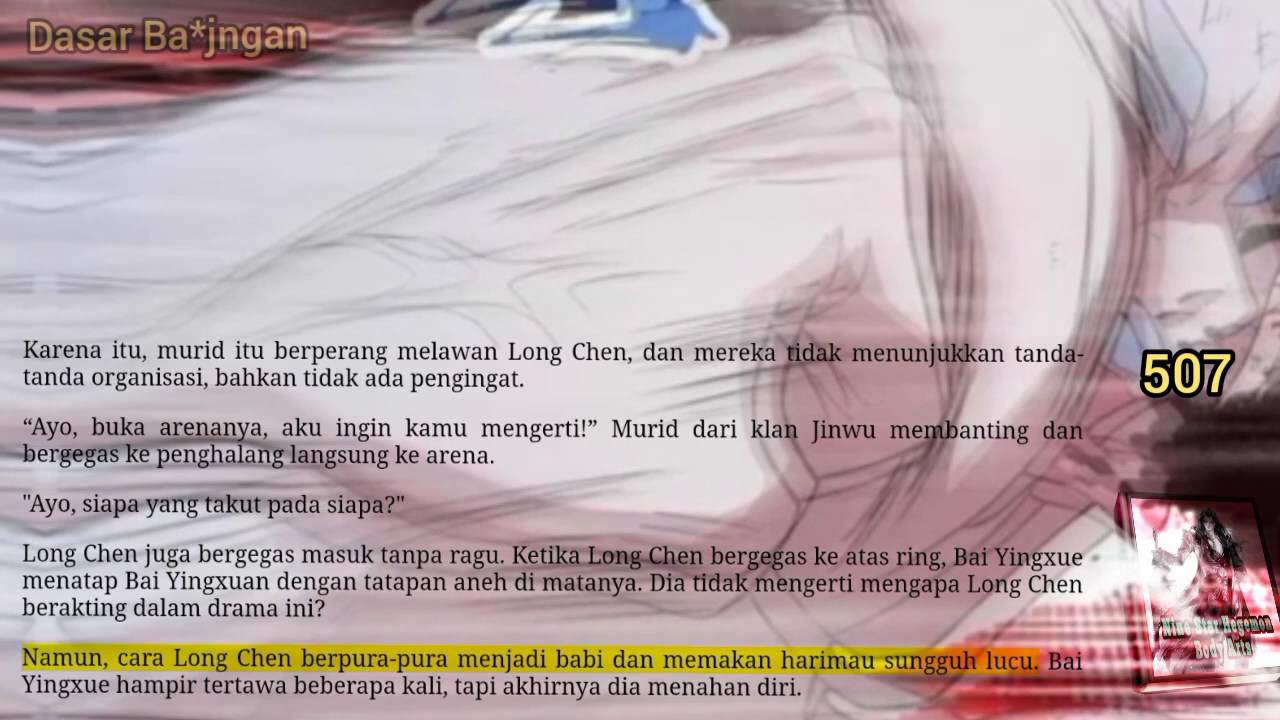 Dasar Ba*jngan
Karena itu, murid itu berperang melawan Long Chen, dan mereka tidak menunjukkan tanda-
tanda organisasi, bahkan tidak ada pengingat.
507
“Ayo, buka arenanya, aku ingin kamu mengerti!” Murid dari klan Jinwu membanting dan
bergegas ke penghalang langsung ke arena.
"Ayo, siapa yang takut pada siapa?"
Long Chen juga bergegas masuk tanpa ragu. Ketika Long Chen bergegas ke atas ring, Bai Yingxue
menatap Bai Yingxuan dengan tatapan aneh di matanya. Dia tidak mengerti mengapa Long Chen
berakting dalam drama ini?
Namun, cara Long Chen berpura-pura menjadi babi dan memakan harimau sungguh lucu. Bai
Yingxue hampir tertawa beberapa kali, tapi akhirnya dia menahan diri.
Nine Star Hegemon
Body Arts